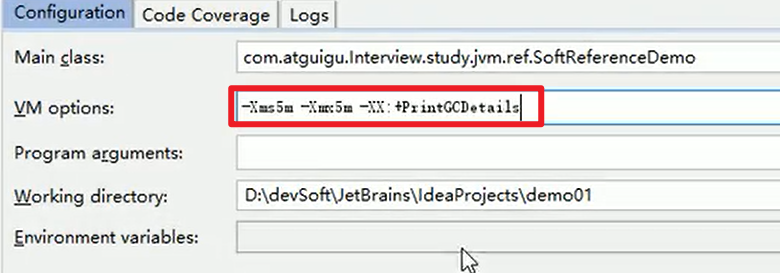 Configuration Code Coverage Logs
Main class: com.atguigu.Interview.study.jvm.ref.SoftReferenceDemo
VM options: -Xms5m -Xmx5m -XX:+PrintGCDetails
Program arguments:
Working directory: D:\devSoft\JetBrains\IdeaProjects\demo01
Environment variables: